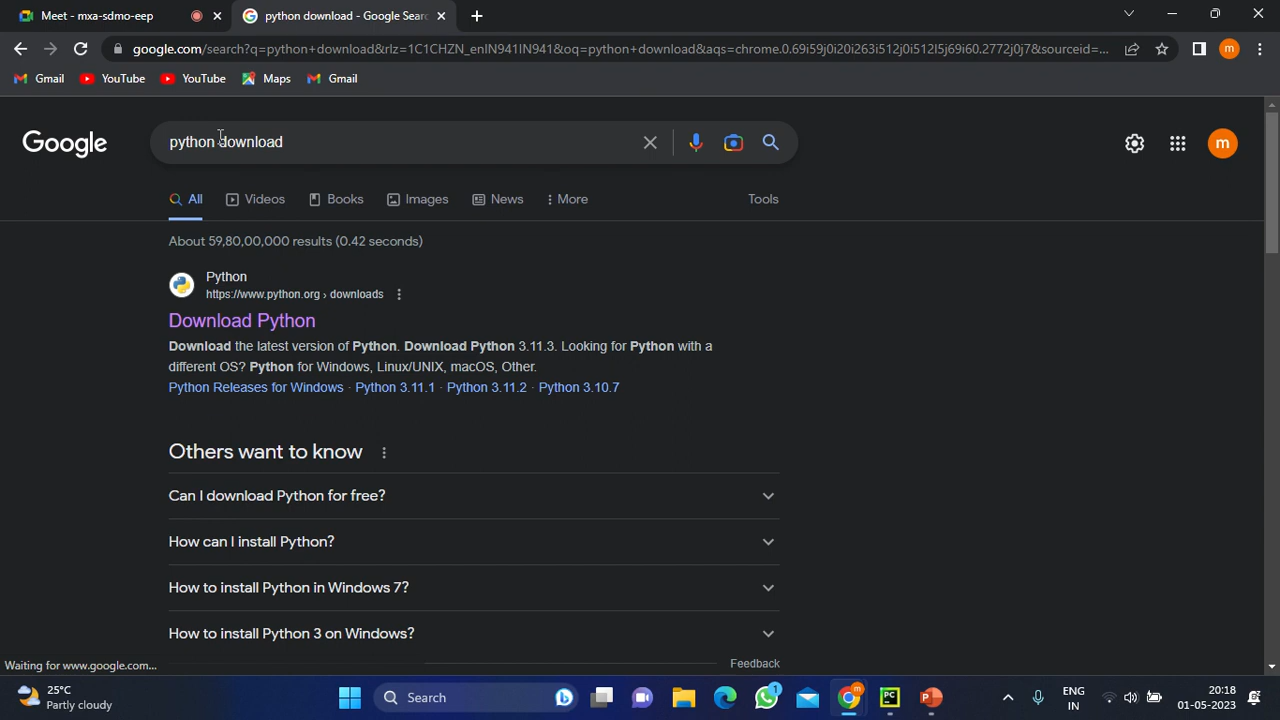 Meet - mxa-sdmo-eep
python download - Google Sear
google.com/search?q=python+download&rlz=1C1CHZN_enIN941IN941&oq=python+download&aqs=chrome.0.69i59j0i20i263i512j0i512l5j69i60.2772j0j7&sourceid=...
Gmail YouTube YouTube Maps Gmail
Google
python download
m
All Videos Books Images News More Tools
About 59,80,00,000 results (0.42 seconds)
Python
https://www.python.org › downloads
Download Python
Download the latest version of Python. Download Python 3.11.3. Looking for Python with a
different OS? Python for Windows, Linux/UNIX, macOS, Other.
Python Releases for Windows · Python 3.11.1 · Python 3.11.2 · Python 3.10.7
Others want to know
Can I download Python for free?
How can I install Python?
How to install Python in Windows 7?
How to install Python 3 on Windows?
Feedback
Waiting for www.google.com...
25°C
Partly cloudy
Search
1
m
PC
P
ENG
IN
20:18
01-05-2023